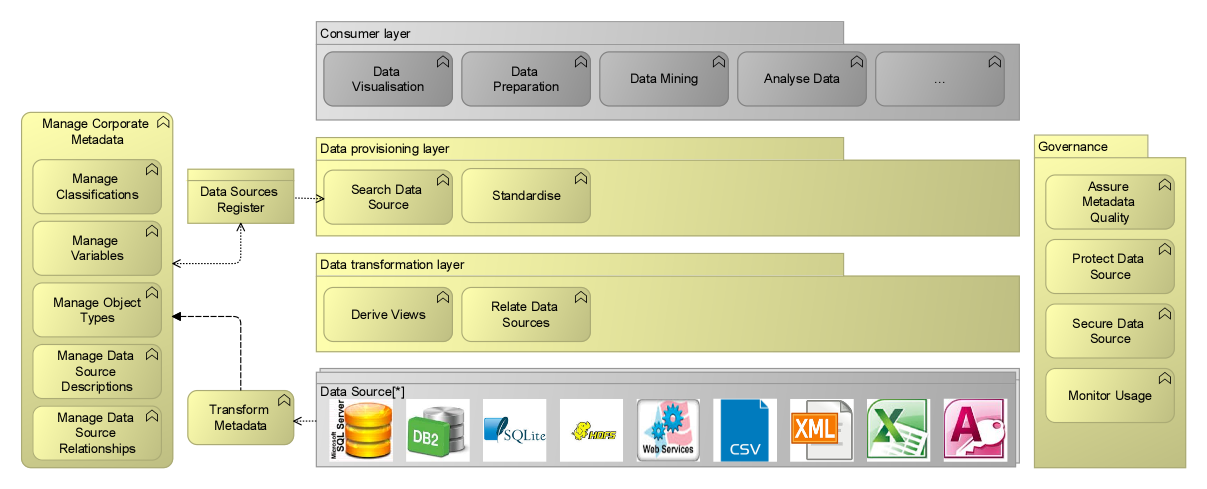 Consumer layer
Data
Visualisation
Data
Preparation
Data Mining
Analyse Data
...
Manage Corporate
Metadata
Manage
Classifications
Manage
Variables
Manage Object
Types
Manage Data
Source
Descriptions
Manage Data
Source
Relationships
Data Sources
Register
Transform
Metadata
Data provisioning layer
Search Data
Source
Standardise
Data transformation layer
Derive Views
Relate Data
Sources
Data Source[*]
Microsoft
SQL Server
DB2
SQLite
HDFS
Web Services
CSV
XML
X
A
Governance
Assure
Metadata
Quality
Protect Data
Source
Secure Data
Source
Monitor Usage